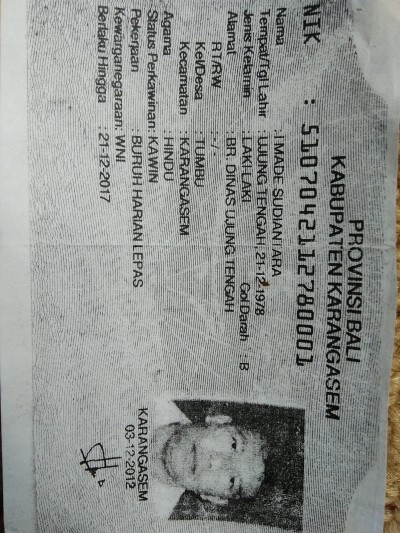 PROVINSI BALI
KABUPATEN KARANGASEM
NIK : 5107042112780001
Nama : I MADE SUDIANTARA
Tempat/Tgl Lahir : UJUNG TENGAH, 21-12-1978
Jenis Kelamin : LAKI-LAKI Gol Darah : B
Alamat : BR. DINAS UJUNG TENGAH
RT/RW : - / -
Kel/Desa : TUMBU
Kecamatan : KARANGASEM
Agama : HINDU
Status Perkawinan: KAWIN
Pekerjaan : BURUH HARIAN LEPAS
Kewarganegaraan: WNI
Berlaku Hingga : 21-12-2017
KARANGASEM
03-12-2012